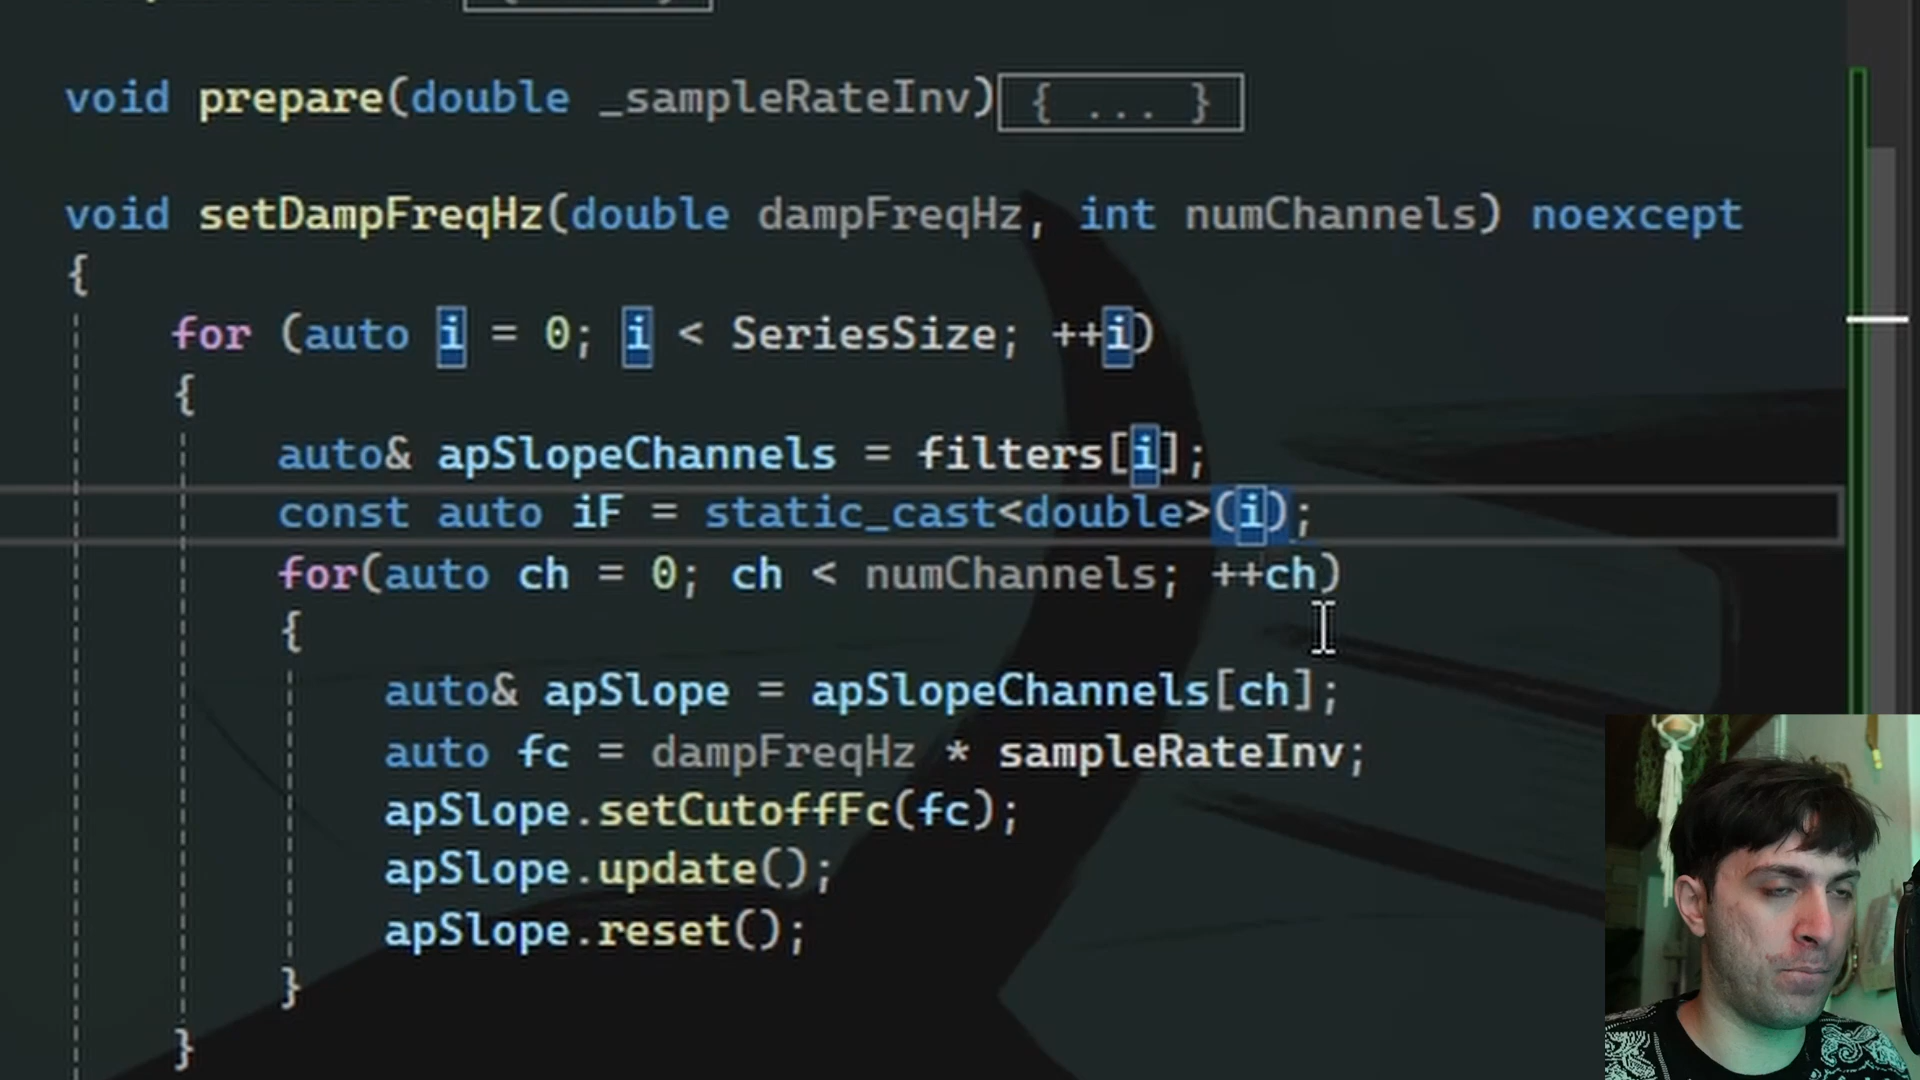 void prepare(double _sampleRateInv){ ... }
void setDampFreqHz(double dampFreqHz, int numChannels) noexcept
{
for (auto i = 0; i < SeriesSize; ++i)
{
auto& apSlopeChannels = filters[i];
const auto iF = static_cast<double>(i);
for(auto ch = 0; ch < numChannels; ++ch)
{
auto& apSlope = apSlopeChannels[ch];
auto fc = dampFreqHz * sampleRateInv;
apSlope.setCutoffFc(fc);
apSlope.update();
apSlope.reset();
}
}